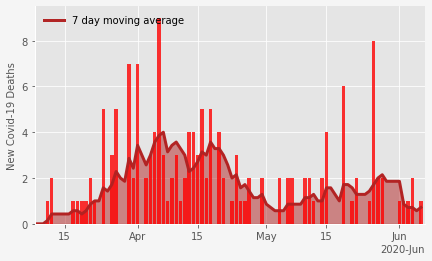 7 day moving average
New Covid-19 Deaths
8
6
4
2
0
15
Apr
15
May
15
Jun
2020-Jun